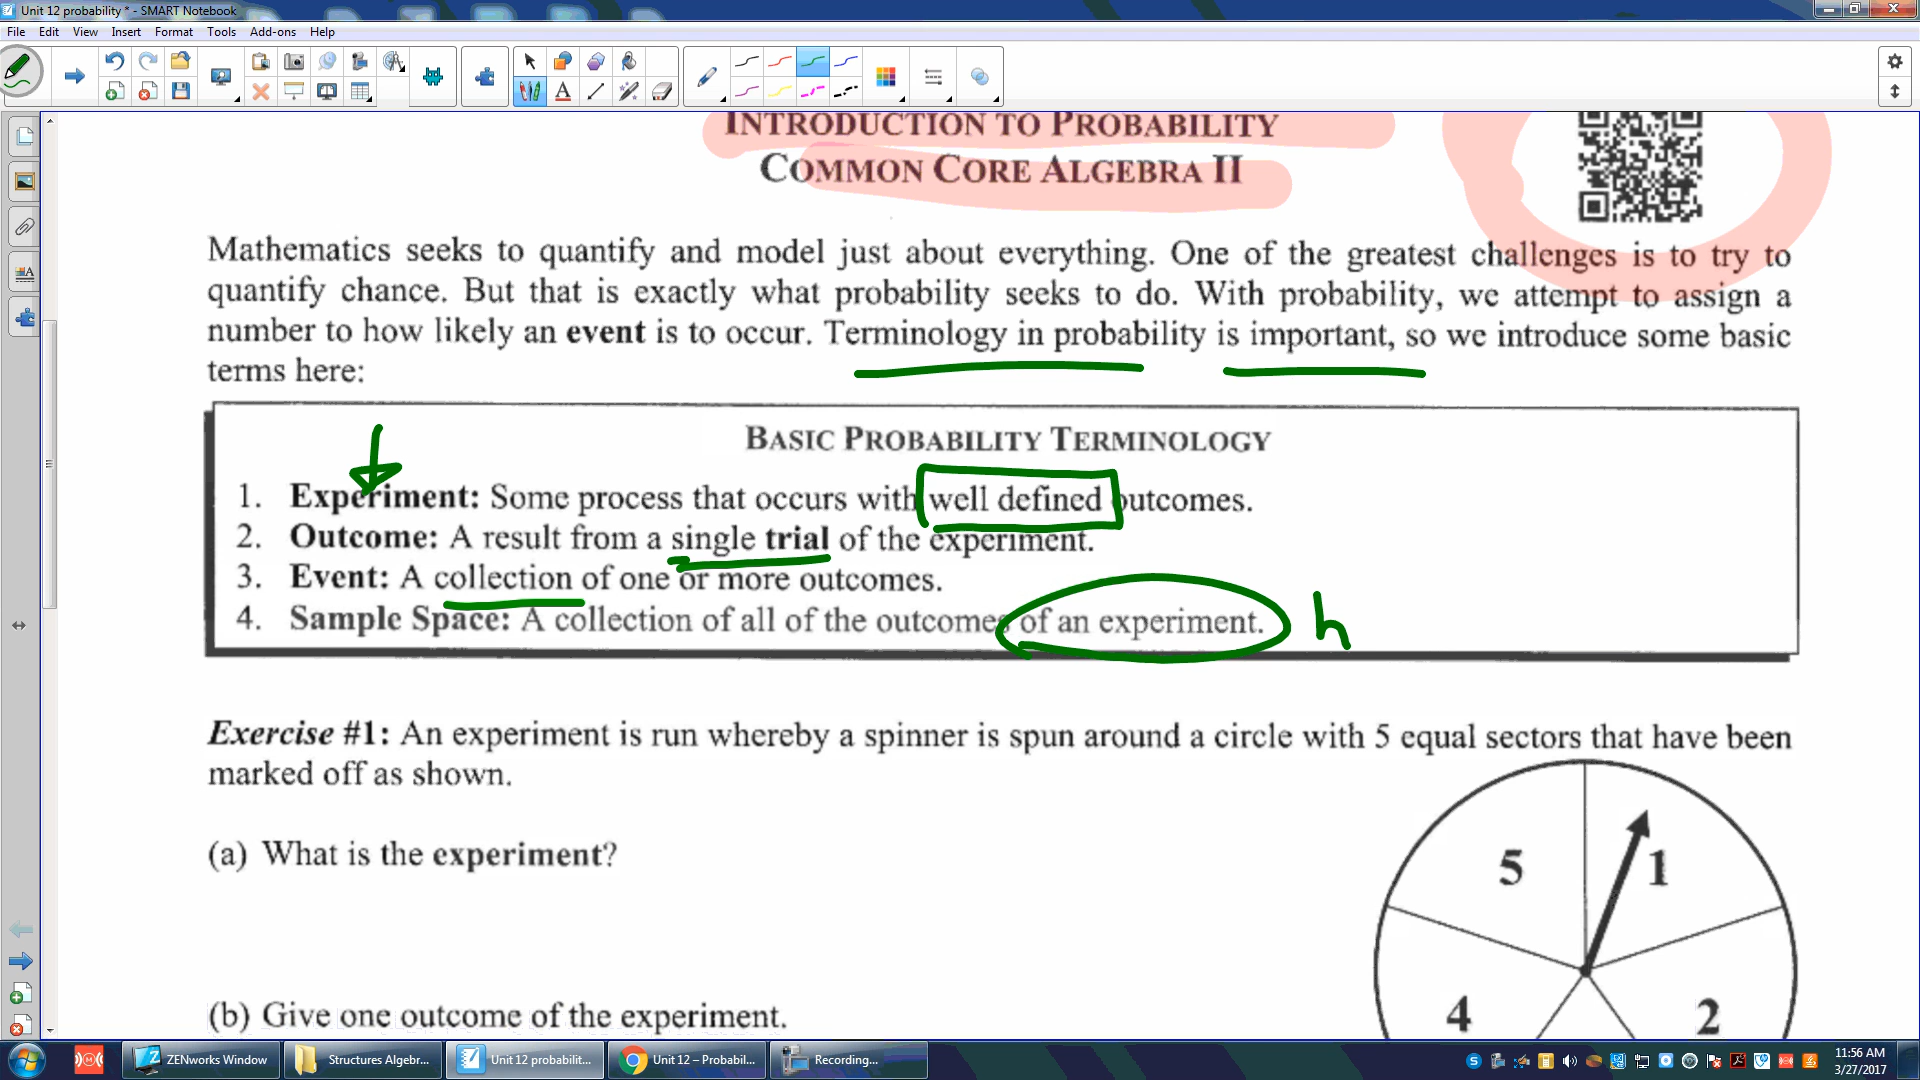 Unit 12 probability * - SMART Notebook
File Edit View Insert Format Tools Add-ons Help
INTRODUCTION TO PROBABILITY
COMMON CORE ALGEBRA II
Mathematics seeks to quantify and model just about everything. One of the greatest challenges is to try to
quantify chance. But that is exactly what probability seeks to do. With probability, we attempt to assign a
number to how likely an event is to occur. Terminology in probability is important, so we introduce some basic
terms here:
BASIC PROBABILITY TERMINOLOGY
1. Experiment: Some process that occurs with well defined outcomes.
2. Outcome: A result from a single trial of the experiment.
3. Event: A collection of one or more outcomes.
4. Sample Space: A collection of all of the outcomes of an experiment. h
Exercise #1: An experiment is run whereby a spinner is spun around a circle with 5 equal sectors that have been
marked off as shown.
(a) What is the experiment?
5 1
4 2
(b) Give one outcome of the experiment.
ZENworks Window Structures Algebr... Unit 12 probabilit... Unit 12 – Probabil... Recording...
11:56 AM
3/27/2017